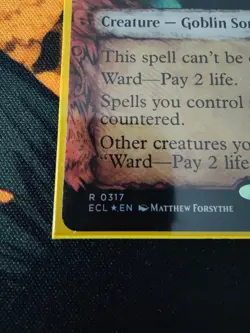 Creature — Goblin So
This spell can't be
Ward—Pay 2 life.
Spells you control
countered.
Other creatures yo
"Ward—Pay 2 life.
R 0317
ECL★EN Matthew Forsythe